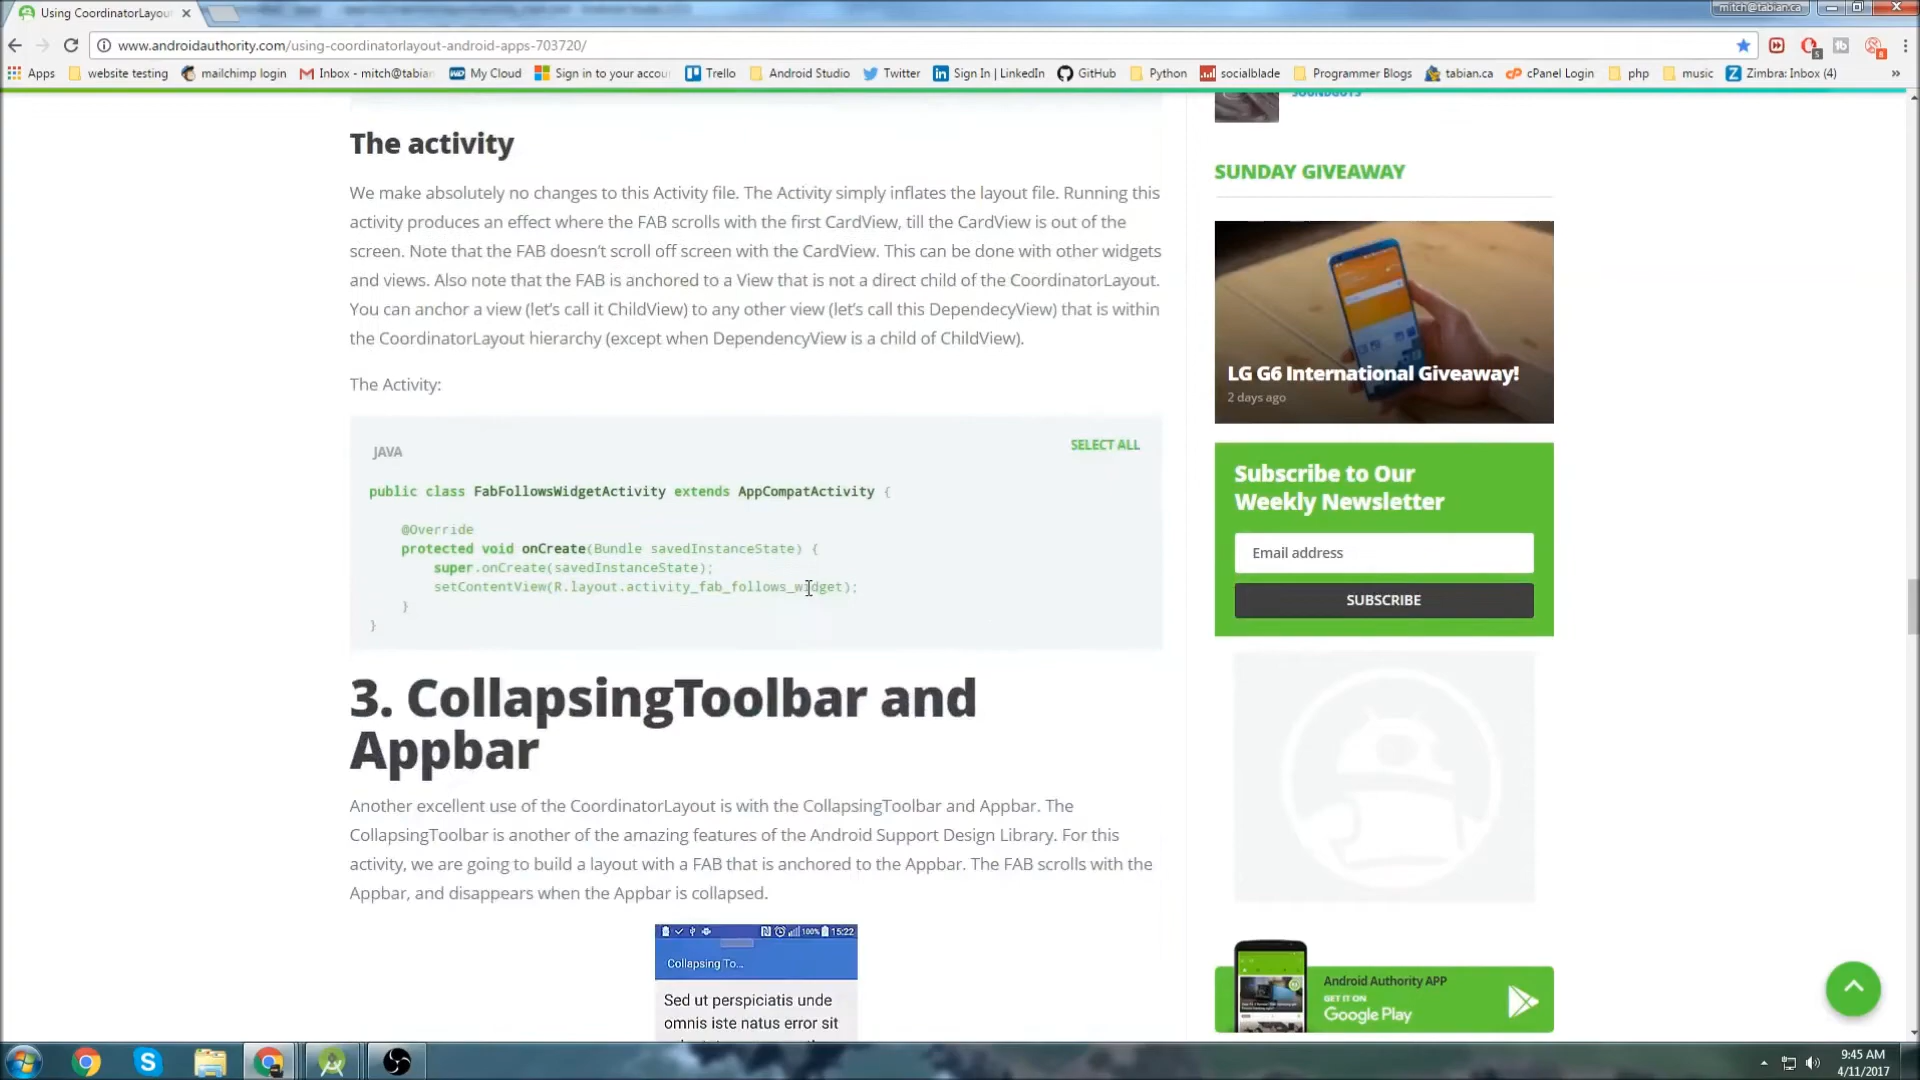 Using CoordinatorLayou
mitch@tabian.ca
www.androidauthority.com/using-coordinatorlayout-android-apps-703720/
Apps
website testing
mailchimp login
Inbox - mitch@tabian
My Cloud
Sign in to your accou
Trello
Android Studio
Twitter
Sign In | LinkedIn
GitHub
Python
socialblade
Programmer Blogs
tabian.ca
cPanel Login
php
music
Zimbra: Inbox (4)
»
The activity
We make absolutely no changes to this Activity file. The Activity simply inflates the layout file. Running this
activity produces an effect where the FAB scrolls with the first CardView, till the CardView is out of the
screen. Note that the FAB doesn't scroll off screen with the CardView. This can be done with other widgets
and views. Also note that the FAB is anchored to a View that is not a direct child of the CoordinatorLayout.
You can anchor a view (let's call it ChildView) to any other view (let's call this DependecyView) that is within
the CoordinatorLayout hierarchy (except when DependencyView is a child of ChildView).
The Activity:
JAVA
SELECT ALL
public class FabFollowsWidgetActivity extends AppCompatActivity {
@Override
protected void onCreate(Bundle savedInstanceState) {
super.onCreate(savedInstanceState);
setContentView(R.layout.activity_fab_follows_widget);
}
}
3. CollapsingToolbar and
Appbar
Another excellent use of the CoordinatorLayout is with the CollapsingToolbar and Appbar. The
CollapsingToolbar is another of the amazing features of the Android Support Design Library. For this
activity, we are going to build a layout with a FAB that is anchored to the Appbar. The FAB scrolls with the
Appbar, and disappears when the Appbar is collapsed.
100% 15:22
Collapsing To...
Sed ut perspiciatis unde
omnis iste natus error sit
SOUNDGUYS
SUNDAY GIVEAWAY
LG G6 International Giveaway!
2 days ago
Subscribe to Our
Weekly Newsletter
Email address
SUBSCRIBE
Android Authority APP
GET IT ON
Google Play
9:45 AM
4/11/2017